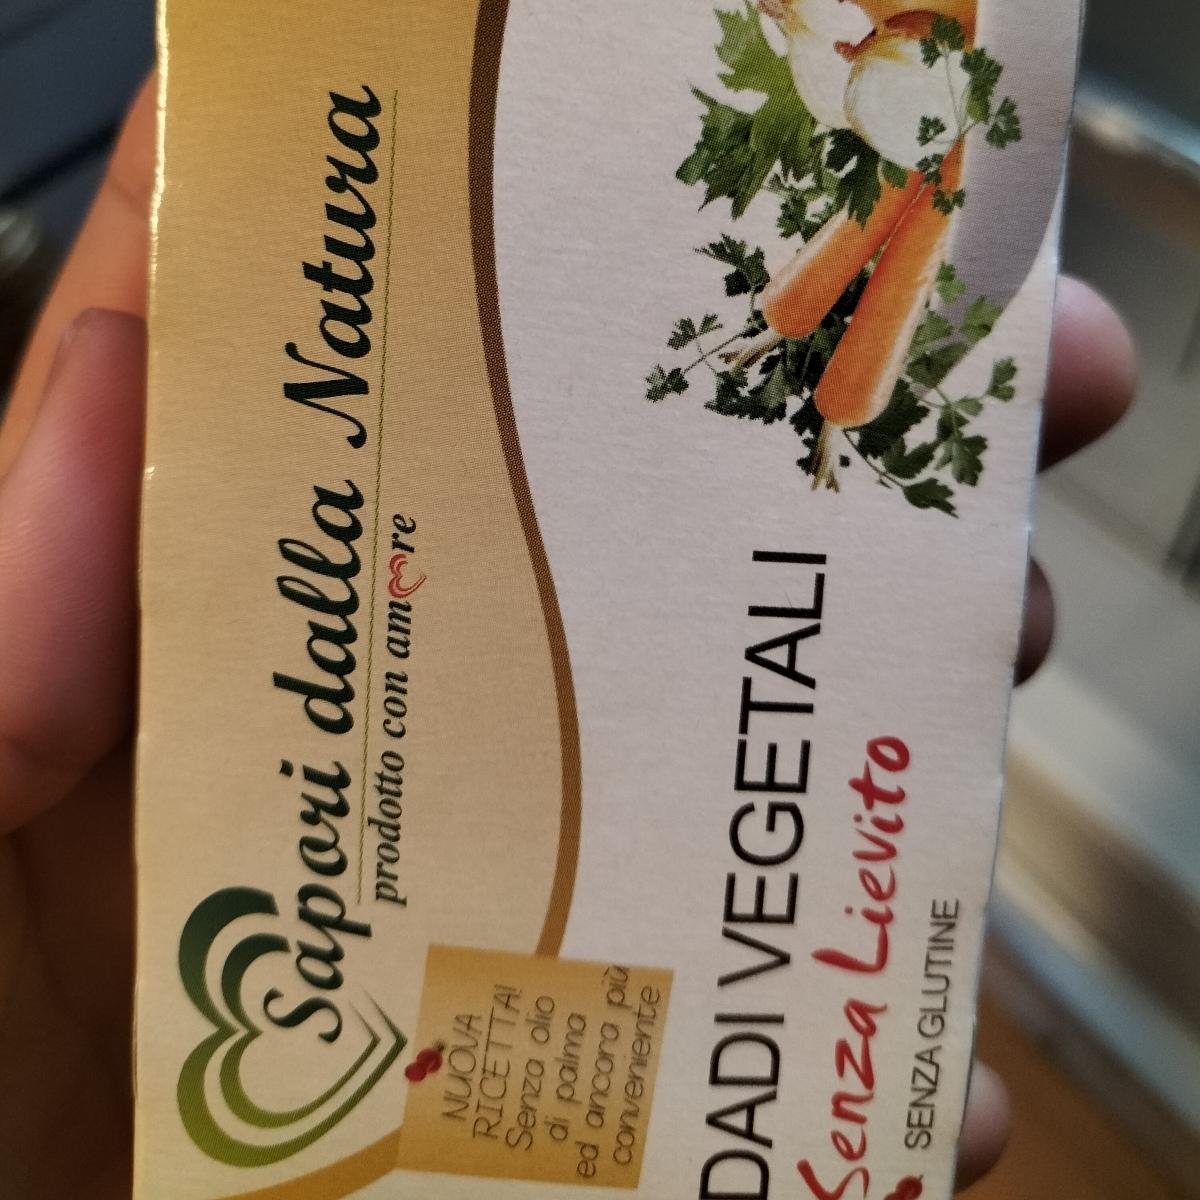 Sapori dalla Natura
prodotto con amore
NUOVA
RICETTA!
Senza olio
di palma
ed ancora più
conveniente
DADI VEGETALI
Senza Lievito
SENZA GLUTINE